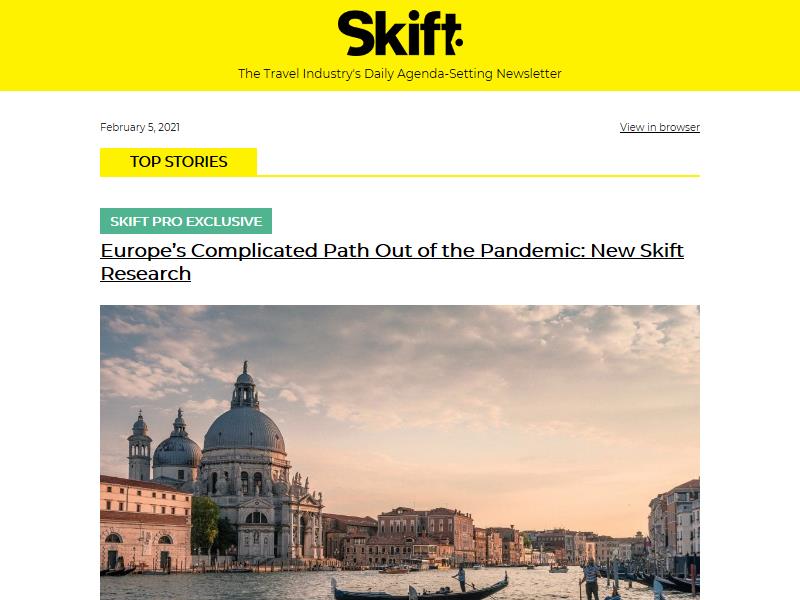 Skift
The Travel Industry's Daily Agenda-Setting Newsletter
February 5, 2021
View in browser
TOP STORIES
SKIFT PRO EXCLUSIVE
Europe’s Complicated Path Out of the Pandemic: New Skift
Research